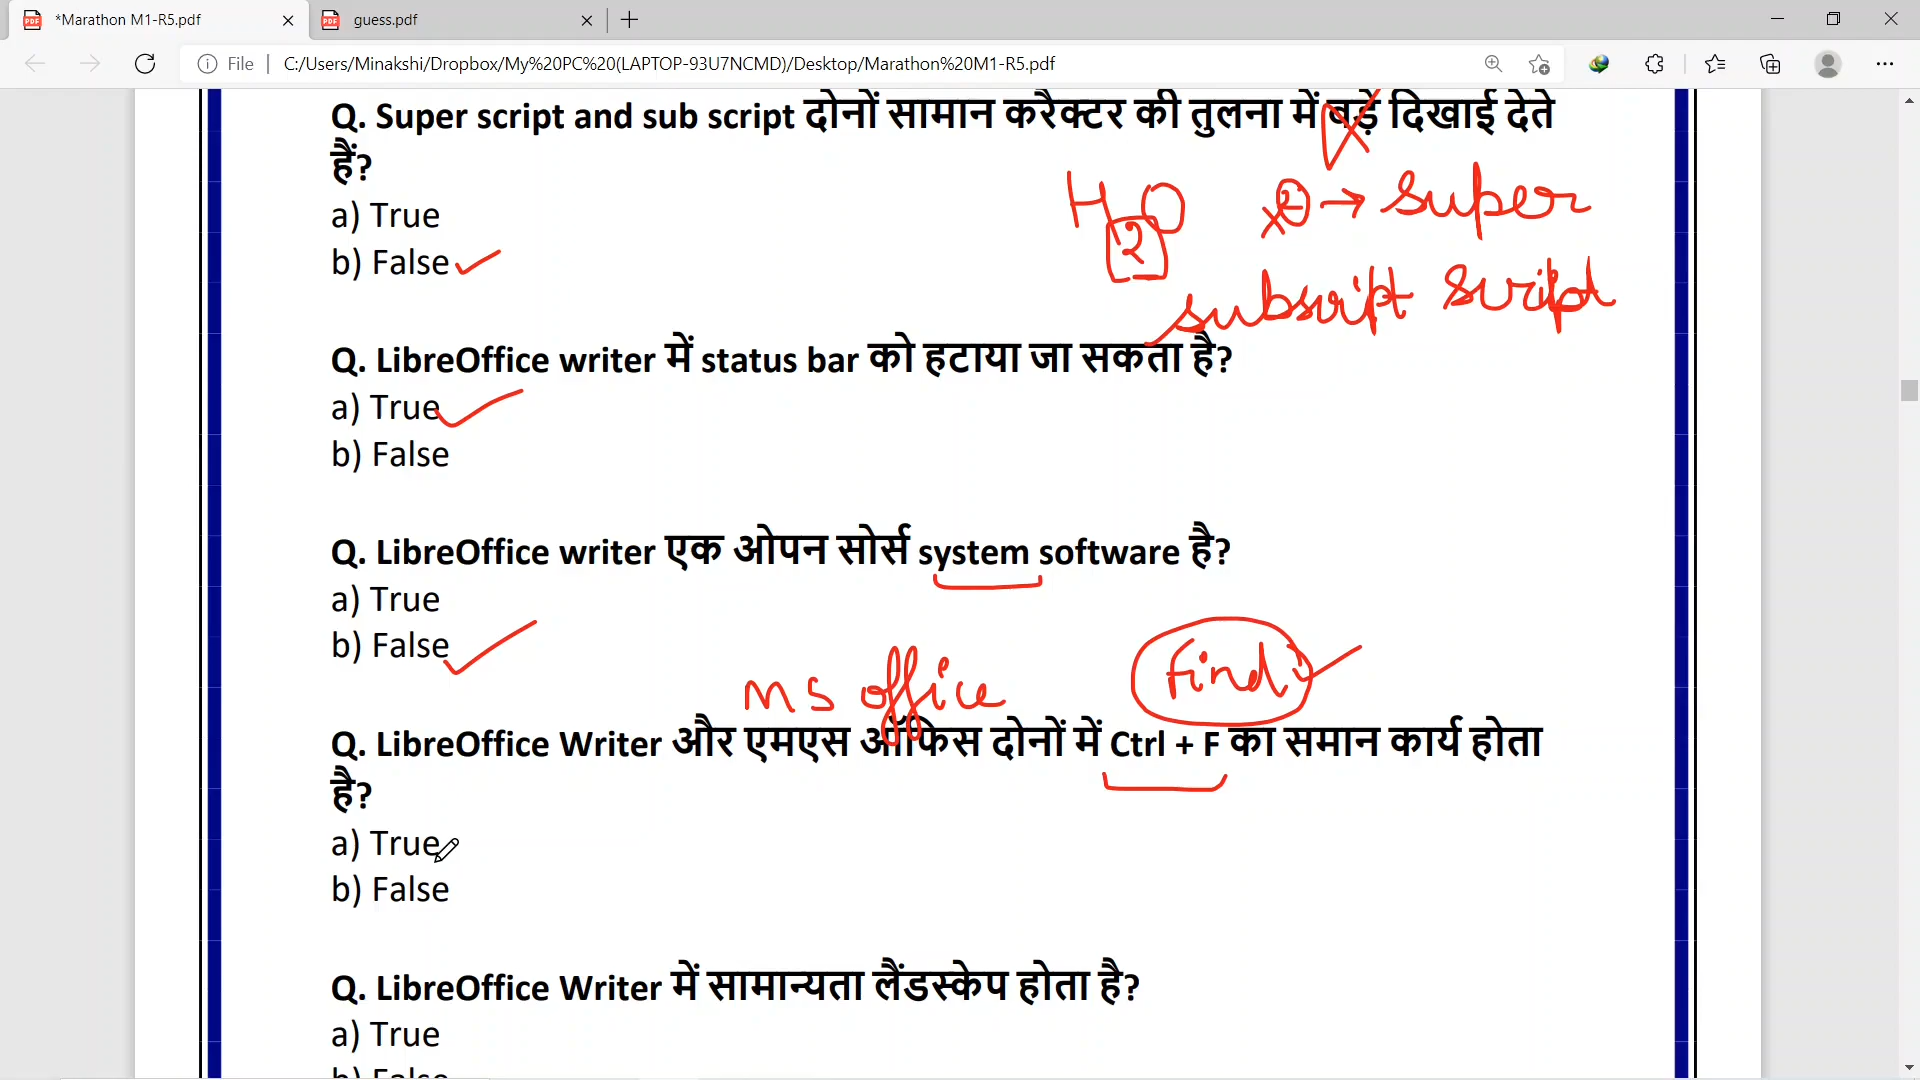 *Marathon M1-R5.pdf
guess.pdf
File
C:/Users/Minakshi/Dropbox/My%20PC%20(LAPTOP-93U7NCMD)/Desktop/Marathon%20M1-R5.pdf
Q. Super script and sub script दोनों सामान करैक्टर की तुलना में बड़े दिखाई देते
हैं?
a) True
H2O x2 → super
b) False
subscript script
Q. LibreOffice writer में status bar को हटाया जा सकता है?
a) True
b) False
Q. LibreOffice writer एक ओपन सोर्स system software है?
a) True
b) False
ms office find
Q. LibreOffice Writer और एमएस ऑफिस दोनों में Ctrl + F का समान कार्य होता
है?
a) True
b) False
Q. LibreOffice Writer में सामान्यता लैंडस्केप होता है?
a) True
b) False